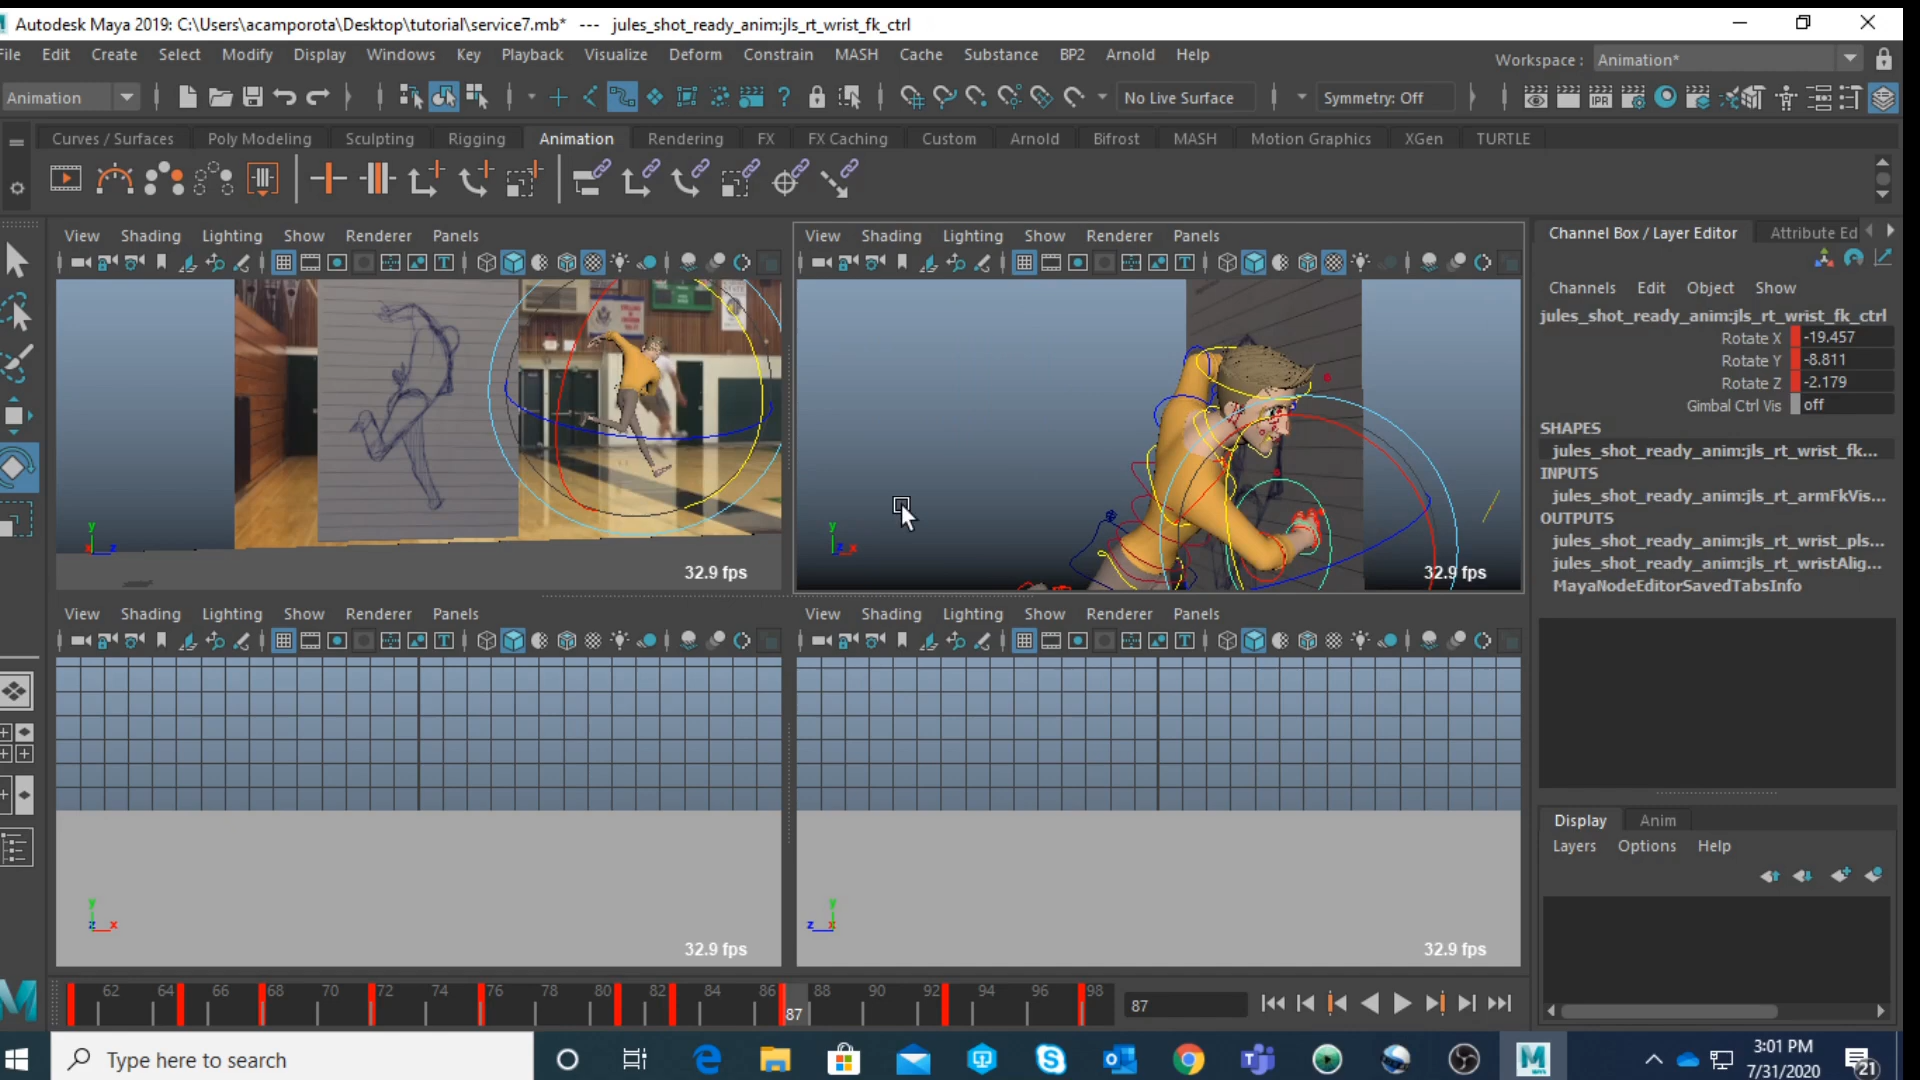 Autodesk Maya 2019: C:\Users\acamporota\Desktop\tutorial\service7.mb* --- jules_shot_ready_anim:jls_rt_wrist_fk_ctrl
File Edit Create Select Modify Display Windows Key Playback Visualize Deform Constrain MASH Cache Substance BP2 Arnold Help
Workspace : Animation*
Animation No Live Surface Symmetry: Off
IPR
Curves / Surfaces Poly Modeling Sculpting Rigging Animation Rendering FX FX Caching Custom Arnold Bifrost MASH Motion Graphics XGen TURTLE
View Shading Lighting Show Renderer Panels
32.9 fps
View Shading Lighting Show Renderer Panels
32.9 fps
View Shading Lighting Show Renderer Panels
32.9 fps
View Shading Lighting Show Renderer Panels
32.9 fps
Channel Box / Layer Editor Attribute Ed
Channels Edit Object Show
jules_shot_ready_anim:jls_rt_wrist_fk_ctrl
Rotate X -19.457
Rotate Y -8.811
Rotate Z -2.179
Gimbal Ctrl Vis off
SHAPES
jules_shot_ready_anim:jls_rt_wrist_fk...
INPUTS
jules_shot_ready_anim:jls_rt_armFkVis...
OUTPUTS
jules_shot_ready_anim:jls_rt_wrist_pls...
jules_shot_ready_anim:jls_rt_wristAlig...
MayaNodeEditorSavedTabsInfo
Display Anim
Layers Options Help
62 64 66 68 70 72 74 76 78 80 82 84 86 88 90 92 94 96 98
87
87
Type here to search
3:01 PM
7/31/2020
21